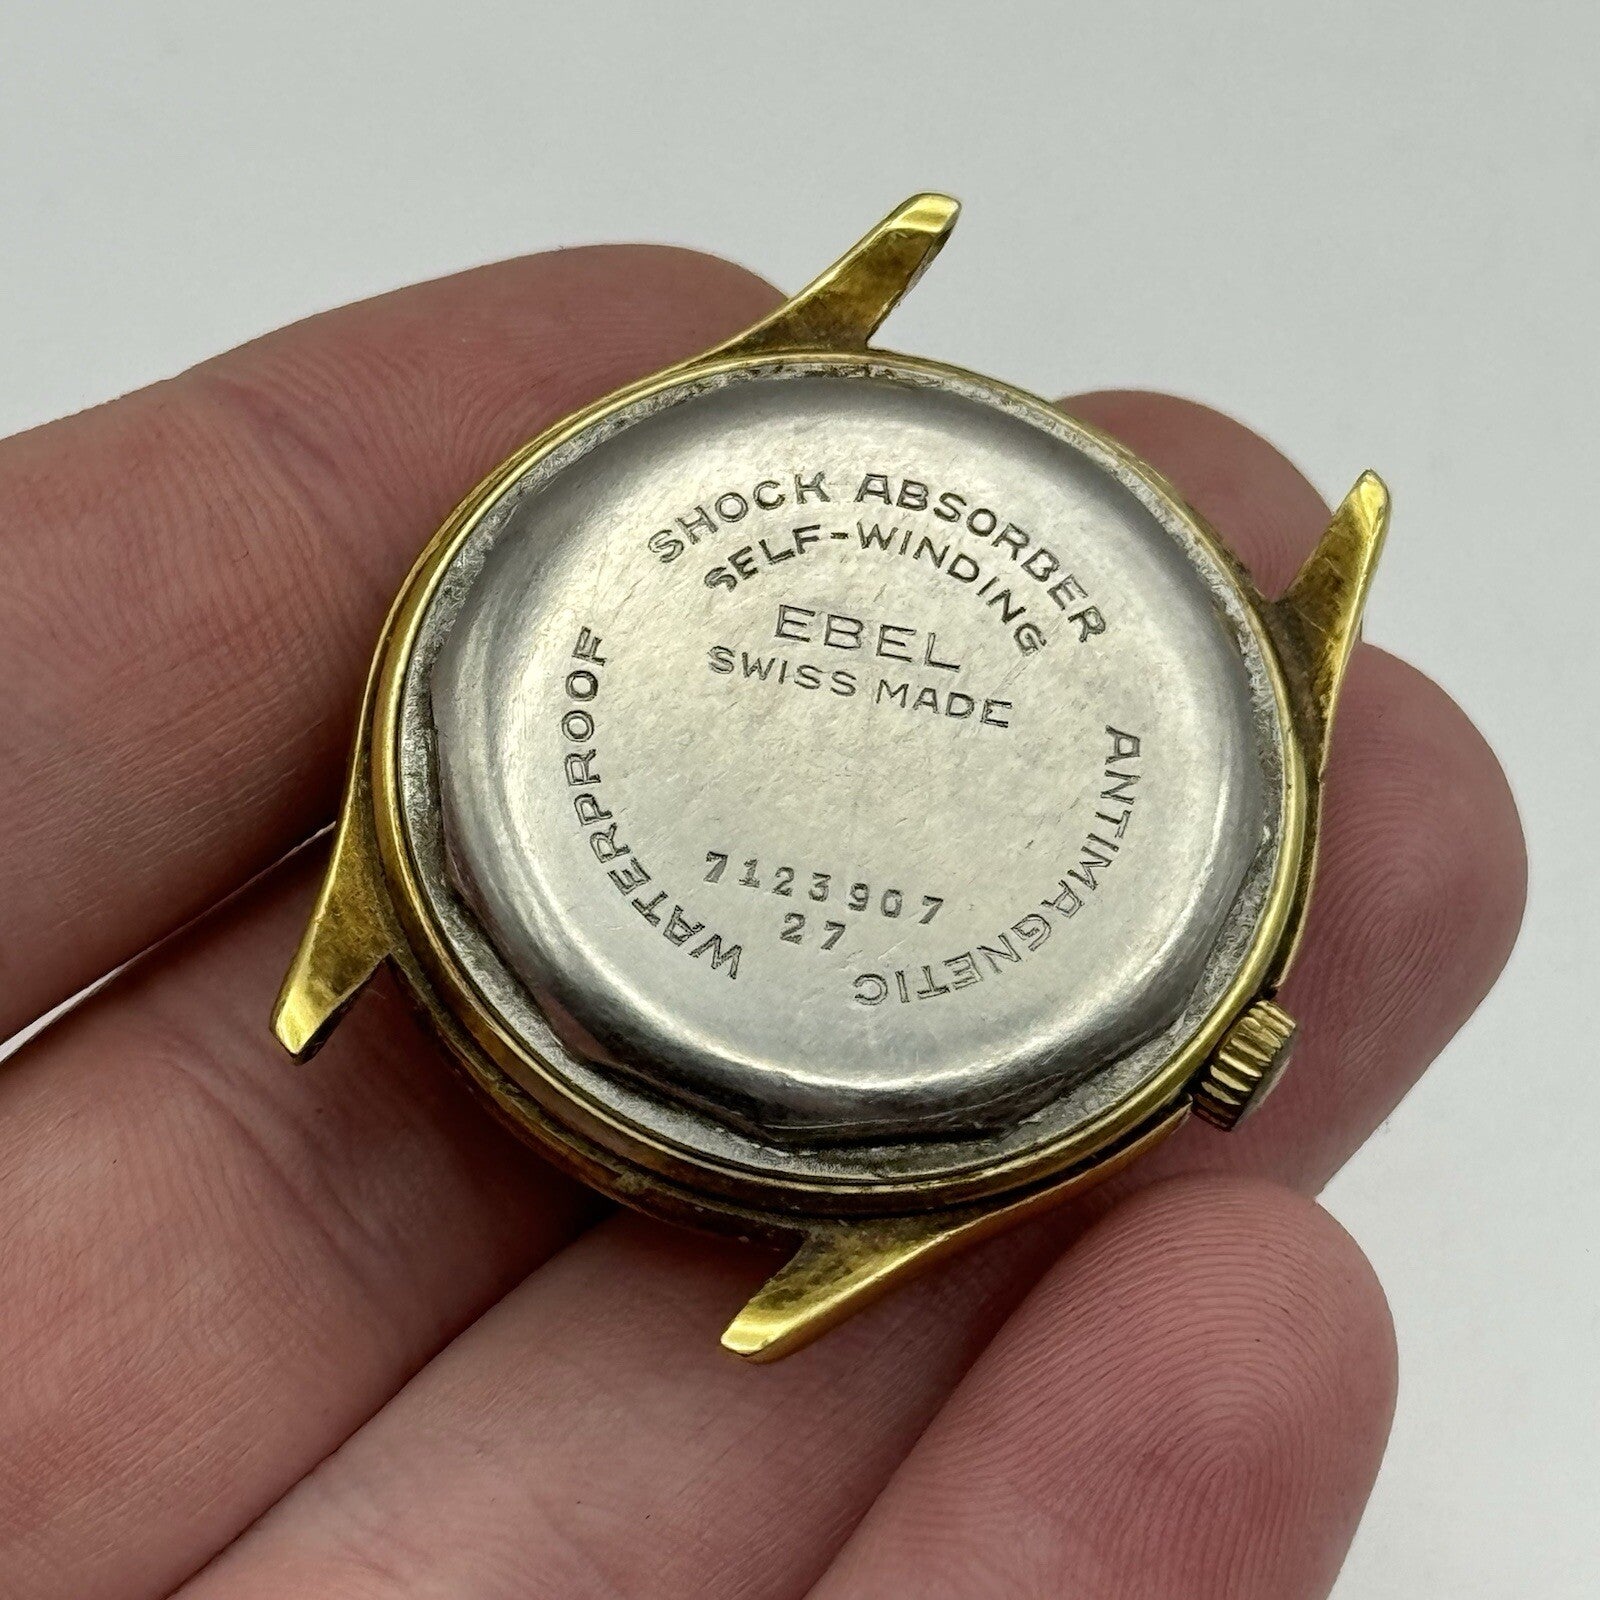 SHOCK ABSORBER
SELF-WINDING
EBEL
SWISS MADE
WATERPROOF
ANTIMAGNETIC
7123907
27